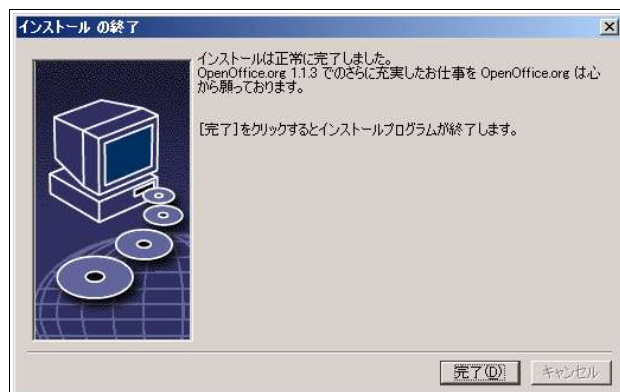 インストール の終了
インストールは正常に完了しました。
OpenOffice.org 1.1.3 でのさらに充実したお仕事を OpenOffice.org は心
から願っております。
[完了]をクリックするとインストールプログラムが終了します。
完了(D)
キャンセル